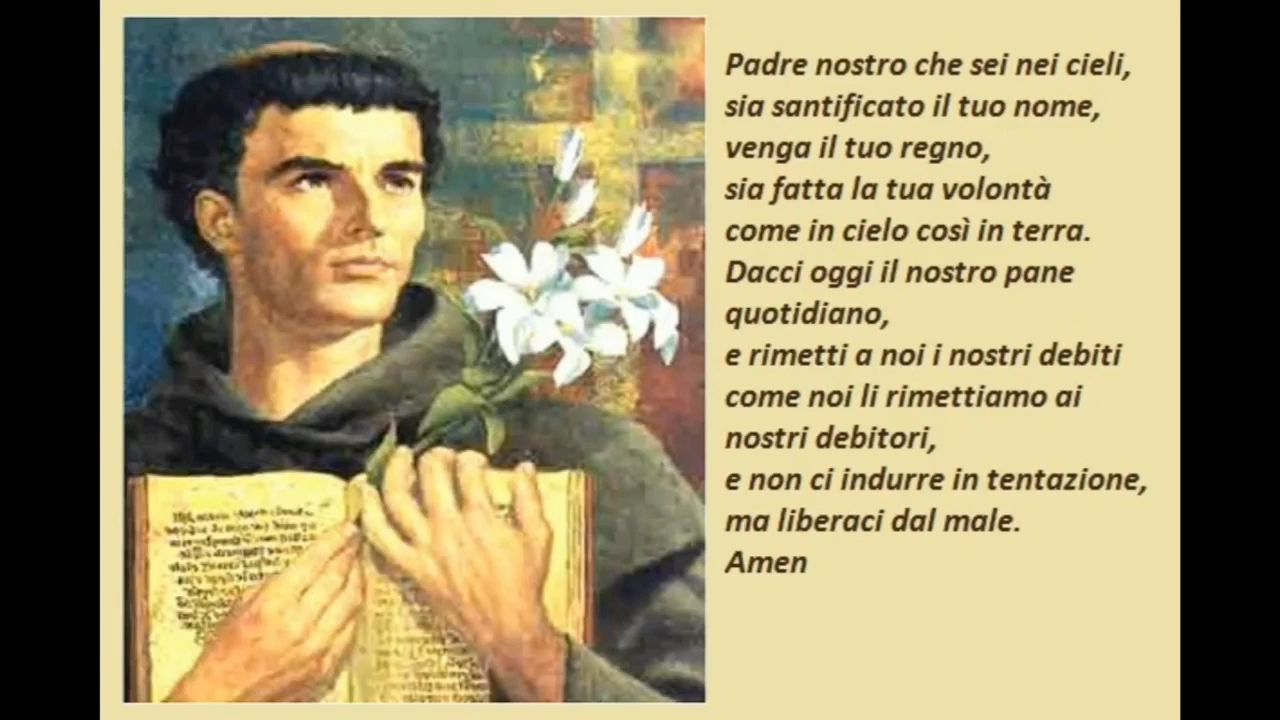 Padre nostro che sei nei cieli,
sia santificato il tuo nome,
venga il tuo regno,
sia fatta la tua volontà
come in cielo così in terra.
Dacci oggi il nostro pane
quotidiano,
e rimetti a noi i nostri debiti
come noi li rimettiamo ai
nostri debitori,
e non ci indurre in tentazione,
ma liberaci dal male.
Amen